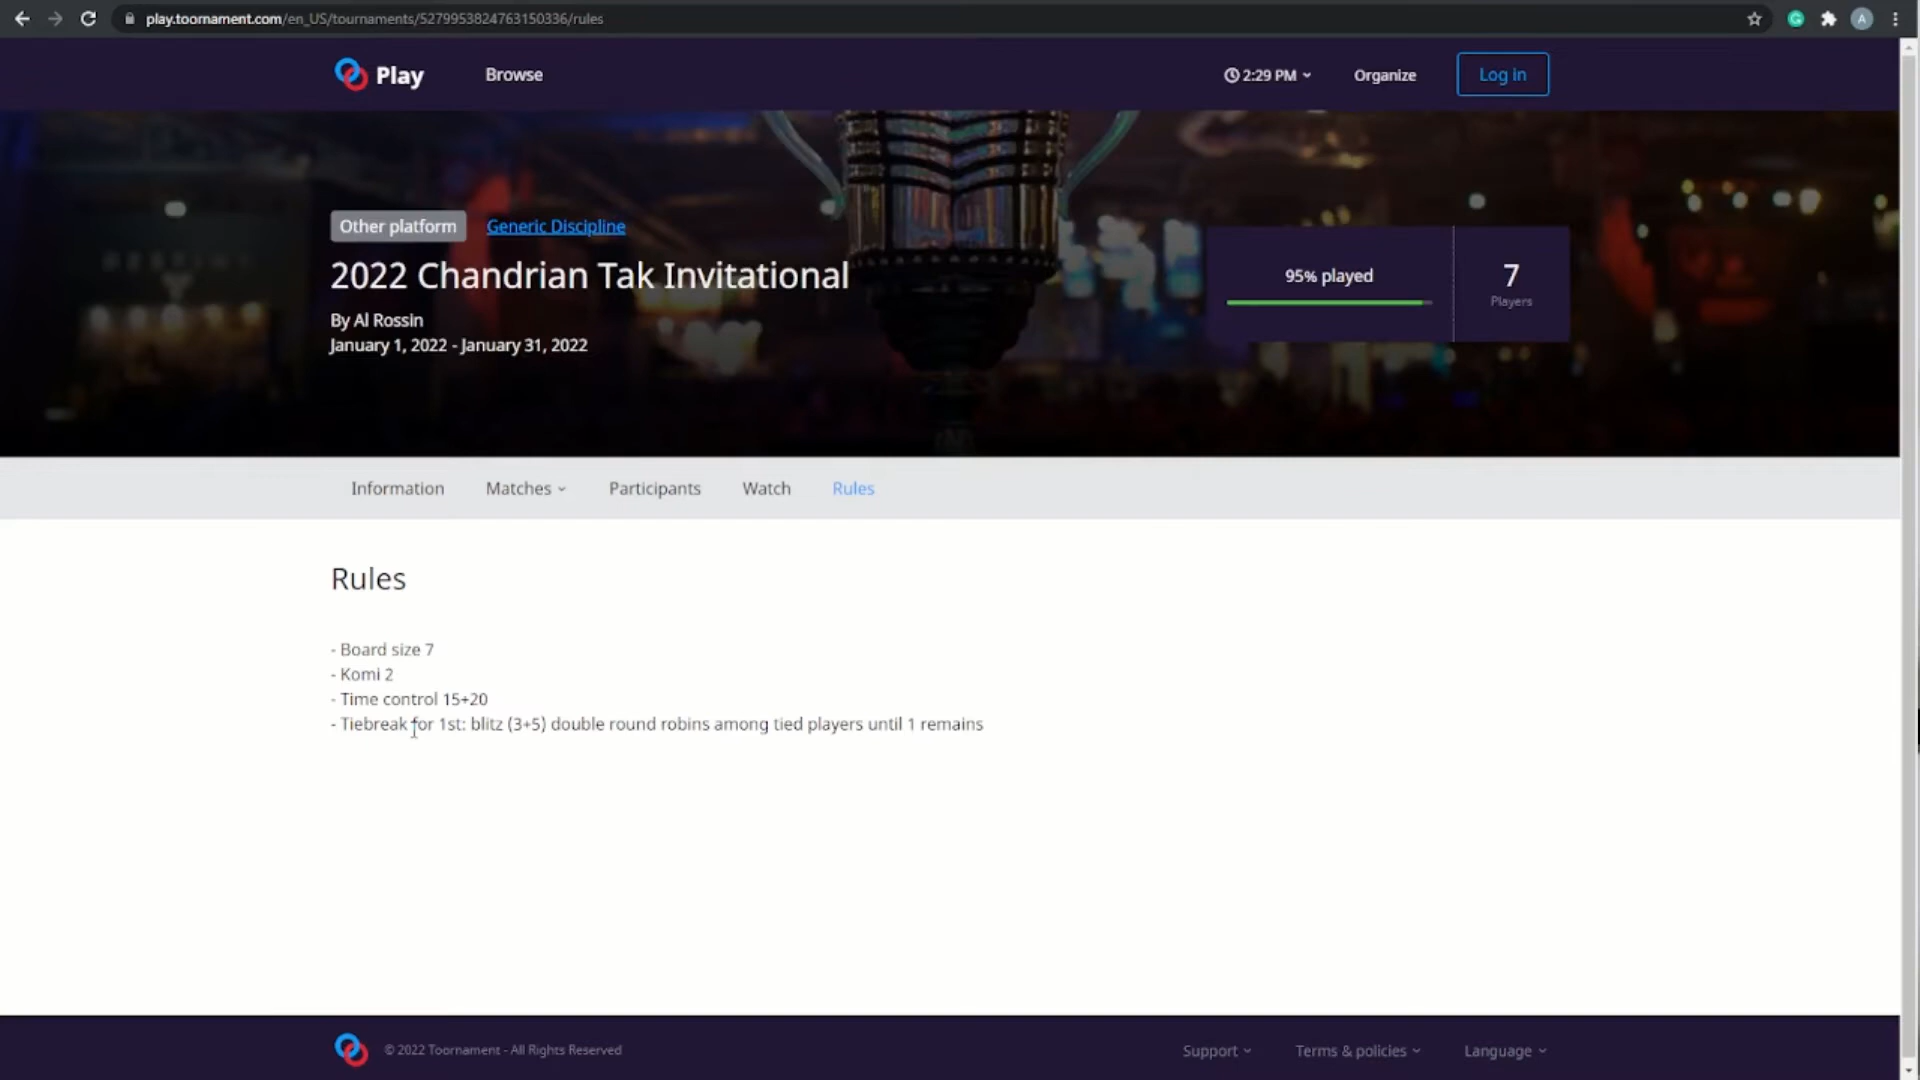 play.toornament.com/en_US/tournaments/5279953824763150336/rules
A
Play
Browse
2:29 PM
Organize
Log in
Other platform
Generic Discipline
2022 Chandrian Tak Invitational
By Al Rossin
January 1, 2022 - January 31, 2022
95% played
7
Players
Information
Matches
Participants
Watch
Rules
Rules
- Board size 7
- Komi 2
- Time control 15+20
- Tiebreak for 1st: blitz (3+5) double round robins among tied players until 1 remains
© 2022 Toornament - All Rights Reserved
Support
Terms & policies
Language